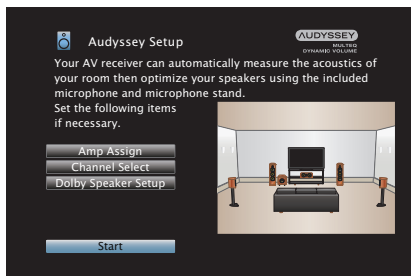 Audyssey Setup
AUDYSSEY
MULTEQ
DYNAMIC VOLUME
Your AV receiver can automatically measure the acoustics of
your room then optimize your speakers using the included
microphone and microphone stand.
Set the following items
if necessary.
Amp Assign
Channel Select
Dolby Speaker Setup
Start